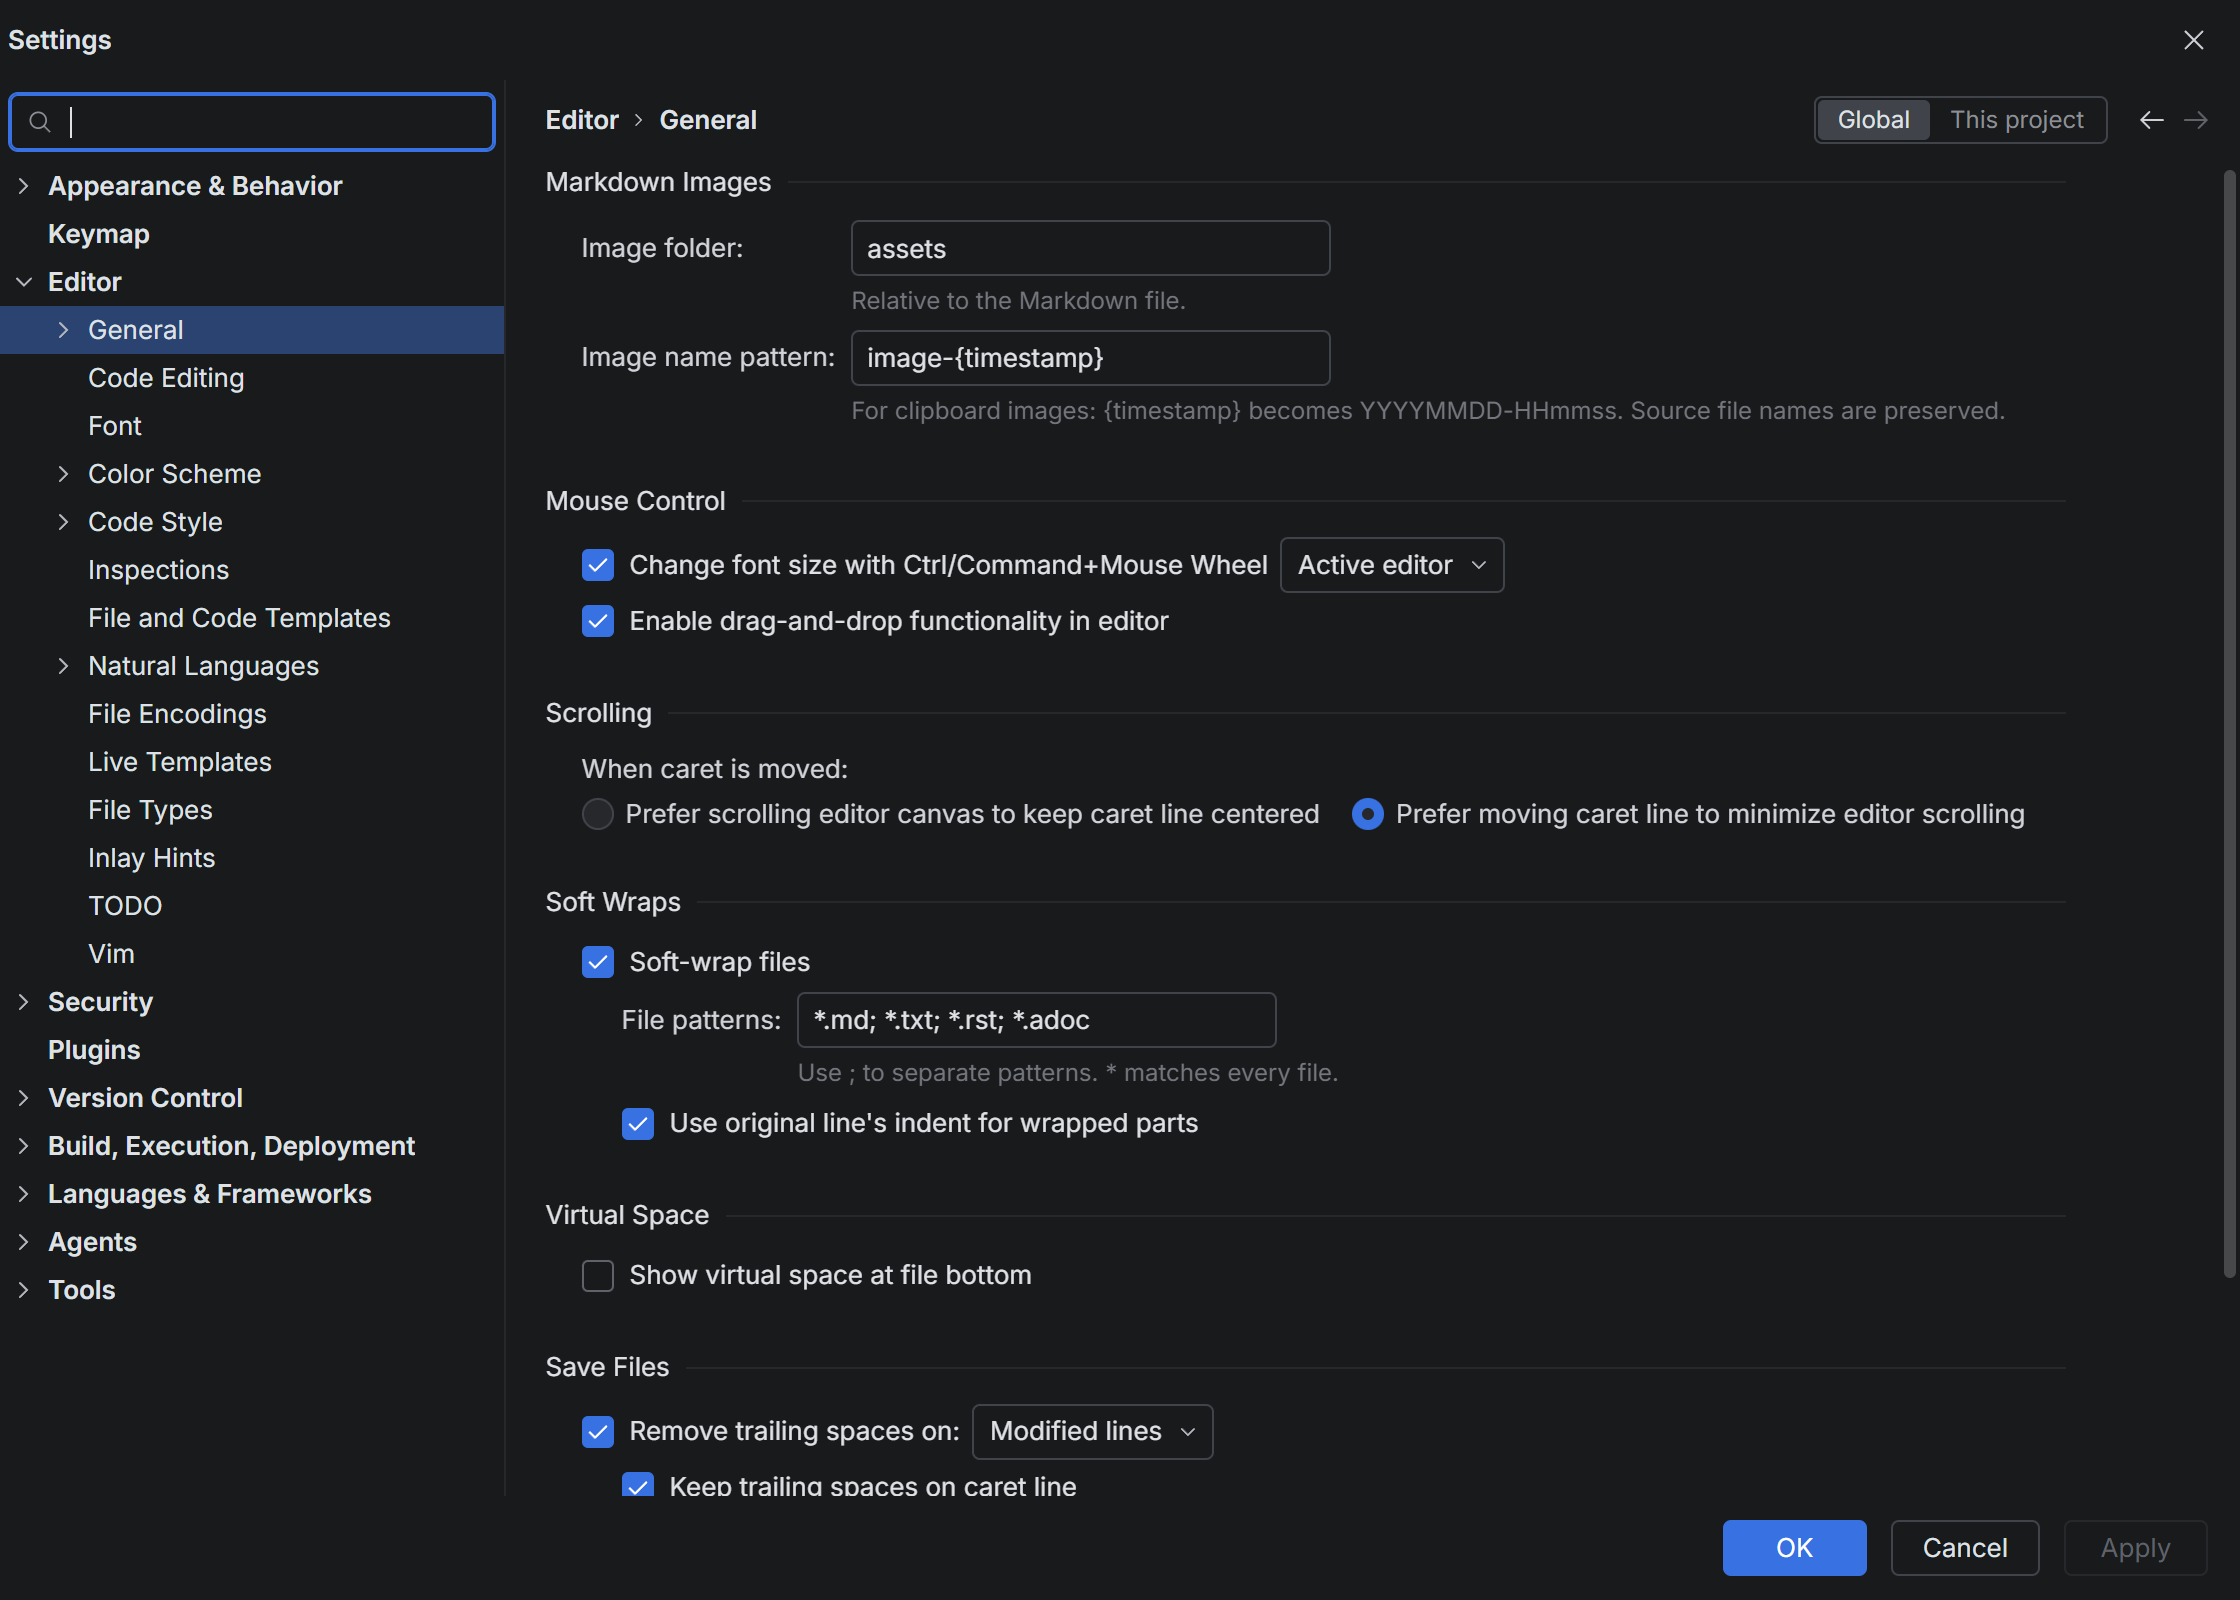 Settings
Appearance & Behavior
Keymap
Editor
General
Code Editing
Font
Color Scheme
Code Style
Inspections
File and Code Templates
Natural Languages
File Encodings
Live Templates
File Types
Inlay Hints
TODO
Vim
Security
Plugins
Version Control
Build, Execution, Deployment
Languages & Frameworks
Agents
Tools
Editor > General
Global This project
Markdown Images
Image folder: assets
Relative to the Markdown file.
Image name pattern: image-{timestamp}
For clipboard images: {timestamp} becomes YYYYMMDD-HHmmss. Source file names are preserved.
Mouse Control
Change font size with Ctrl/Command+Mouse Wheel Active editor
Enable drag-and-drop functionality in editor
Scrolling
When caret is moved:
Prefer scrolling editor canvas to keep caret line centered Prefer moving caret line to minimize editor scrolling
Soft Wraps
Soft-wrap files
File patterns: *.md; *.txt; *.rst; *.adoc
Use ; to separate patterns. * matches every file.
Use original line's indent for wrapped parts
Virtual Space
Show virtual space at file bottom
Save Files
Remove trailing spaces on: Modified lines
Keep trailing spaces on caret line
OK Cancel Apply